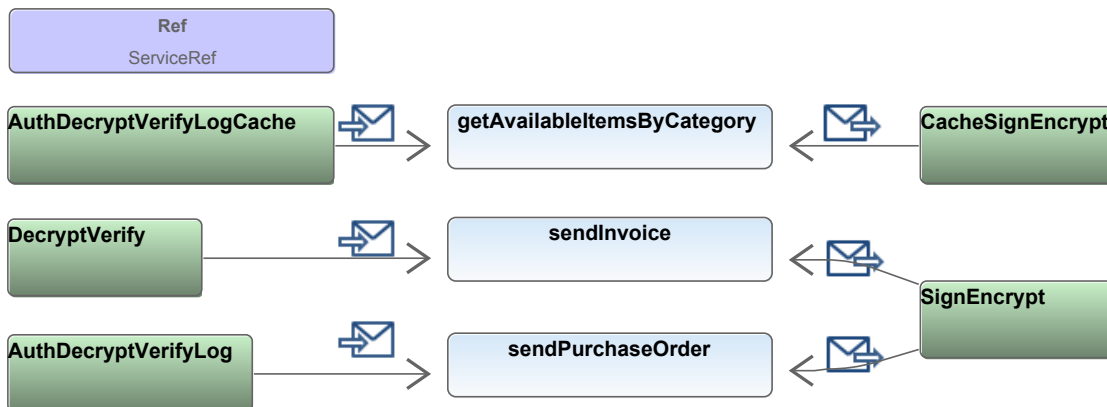 Ref
ServiceRef
AuthDecryptVerifyLogCache
getAvailableItemsByCategory
CacheSignEncrypt
DecryptVerify
sendInvoice
SignEncrypt
AuthDecryptVerifyLog
sendPurchaseOrder